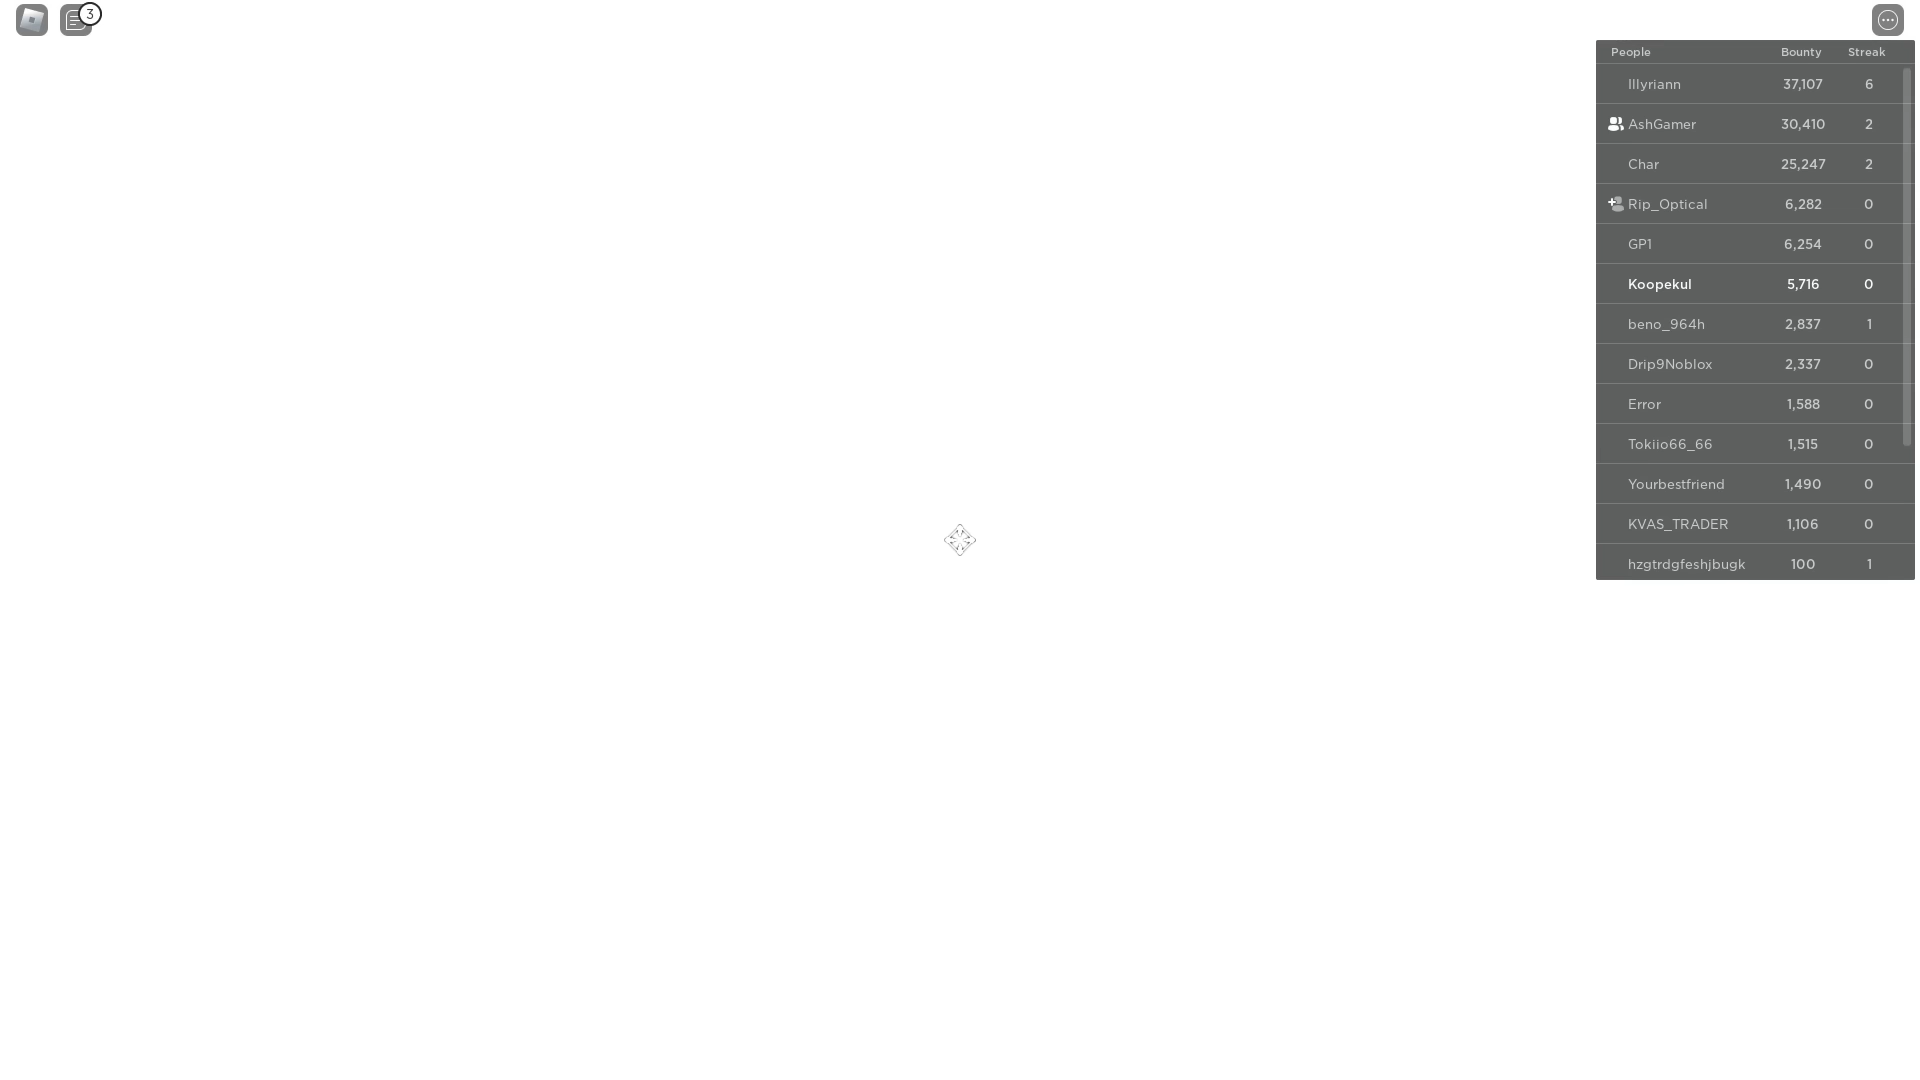 3
People Bounty Streak
Illyriann 37,107 6
AshGamer 30,410 2
Char 25,247 2
Rip_Optical 6,282 0
GP1 6,254 0
Koopekul 5,716 0
beno_964h 2,837 1
Drip9Noblox 2,337 0
Error 1,588 0
Tokiio66_66 1,515 0
Yourbestfriend 1,490 0
KVAS_TRADER 1,106 0
hzgtrdgfeshjbugk 100 1